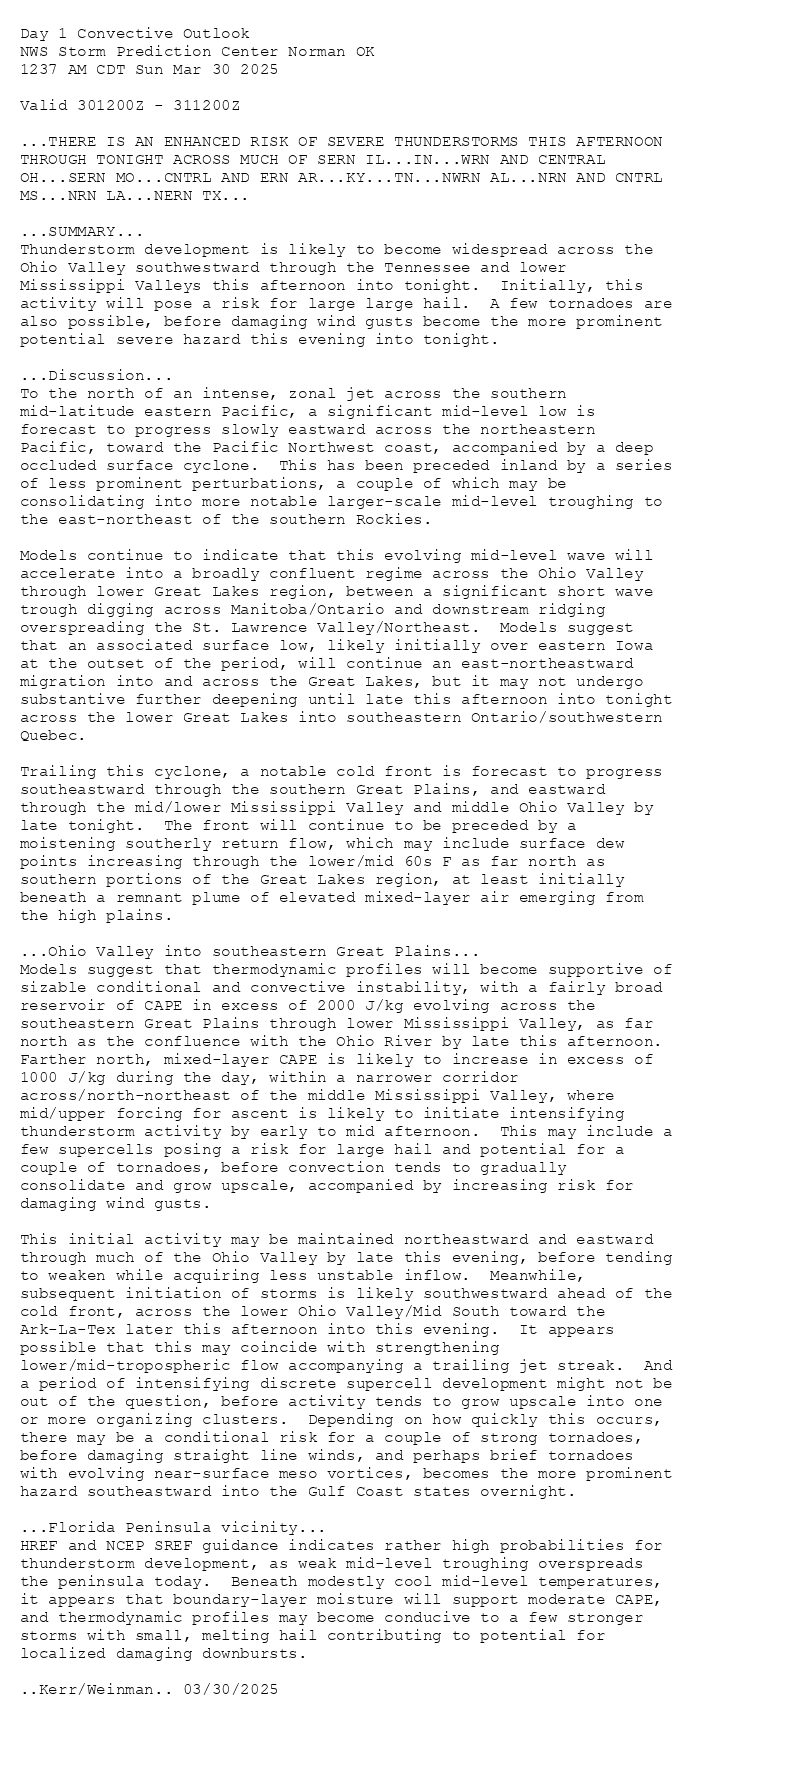 Day 1 Convective Outlook
NWS Storm Prediction Center Norman OK
1237 AM CDT Sun Mar 30 2025

Valid 301200Z - 311200Z

...THERE IS AN ENHANCED RISK OF SEVERE THUNDERSTORMS THIS AFTERNOON
THROUGH TONIGHT ACROSS MUCH OF SERN IL...IN...WRN AND CENTRAL
OH...SERN MO...CNTRL AND ERN AR...KY...TN...NWRN AL...NRN AND CNTRL
MS...NRN LA...NERN TX...

...SUMMARY...
Thunderstorm development is likely to become widespread across the
Ohio Valley southwestward through the Tennessee and lower
Mississippi Valleys this afternoon into tonight.  Initially, this
activity will pose a risk for large large hail.  A few tornadoes are
also possible, before damaging wind gusts become the more prominent
potential severe hazard this evening into tonight.

...Discussion...
To the north of an intense, zonal jet across the southern
mid-latitude eastern Pacific, a significant mid-level low is
forecast to progress slowly eastward across the northeastern
Pacific, toward the Pacific Northwest coast, accompanied by a deep
occluded surface cyclone.  This has been preceded inland by a series
of less prominent perturbations, a couple of which may be
consolidating into more notable larger-scale mid-level troughing to
the east-northeast of the southern Rockies.

Models continue to indicate that this evolving mid-level wave will
accelerate into a broadly confluent regime across the Ohio Valley
through lower Great Lakes region, between a significant short wave
trough digging across Manitoba/Ontario and downstream ridging
overspreading the St. Lawrence Valley/Northeast.  Models suggest
that an associated surface low, likely initially over eastern Iowa
at the outset of the period, will continue an east-northeastward
migration into and across the Great Lakes, but it may not undergo
substantive further deepening until late this afternoon into tonight
across the lower Great Lakes into southeastern Ontario/southwestern
Quebec.

Trailing this cyclone, a notable cold front is forecast to progress
southeastward through the southern Great Plains, and eastward
through the mid/lower Mississippi Valley and middle Ohio Valley by
late tonight.  The front will continue to be preceded by a
moistening southerly return flow, which may include surface dew
points increasing through the lower/mid 60s F as far north as
southern portions of the Great Lakes region, at least initially
beneath a remnant plume of elevated mixed-layer air emerging from
the high plains.

...Ohio Valley into southeastern Great Plains...
Models suggest that thermodynamic profiles will become supportive of
sizable conditional and convective instability, with a fairly broad
reservoir of CAPE in excess of 2000 J/kg evolving across the
southeastern Great Plains through lower Mississippi Valley, as far
north as the confluence with the Ohio River by late this afternoon.
Farther north, mixed-layer CAPE is likely to increase in excess of
1000 J/kg during the day, within a narrower corridor
across/north-northeast of the middle Mississippi Valley, where
mid/upper forcing for ascent is likely to initiate intensifying
thunderstorm activity by early to mid afternoon.  This may include a
few supercells posing a risk for large hail and potential for a
couple of tornadoes, before convection tends to gradually
consolidate and grow upscale, accompanied by increasing risk for
damaging wind gusts.

This initial activity may be maintained northeastward and eastward
through much of the Ohio Valley by late this evening, before tending
to weaken while acquiring less unstable inflow.  Meanwhile,
subsequent initiation of storms is likely southwestward ahead of the
cold front, across the lower Ohio Valley/Mid South toward the
Ark-La-Tex later this afternoon into this evening.  It appears
possible that this may coincide with strengthening
lower/mid-tropospheric flow accompanying a trailing jet streak.  And
a period of intensifying discrete supercell development might not be
out of the question, before activity tends to grow upscale into one
or more organizing clusters.  Depending on how quickly this occurs,
there may be a conditional risk for a couple of strong tornadoes,
before damaging straight line winds, and perhaps brief tornadoes
with evolving near-surface meso vortices, becomes the more prominent
hazard southeastward into the Gulf Coast states overnight.

...Florida Peninsula vicinity...
HREF and NCEP SREF guidance indicates rather high probabilities for
thunderstorm development, as weak mid-level troughing overspreads
the peninsula today.  Beneath modestly cool mid-level temperatures,
it appears that boundary-layer moisture will support moderate CAPE,
and thermodynamic profiles may become conducive to a few stronger
storms with small, melting hail contributing to potential for
localized damaging downbursts.

..Kerr/Weinman.. 03/30/2025